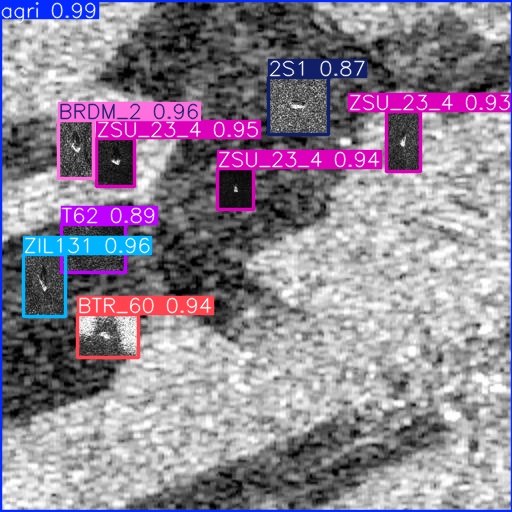 agri 0.99
2S1 0.87
ZSU_23_4 0.93
BRDM_2 0.96
ZSU_23_4 0.95
ZSU_23_4 0.94
T62 0.89
ZIL131 0.96
BTR_60 0.94